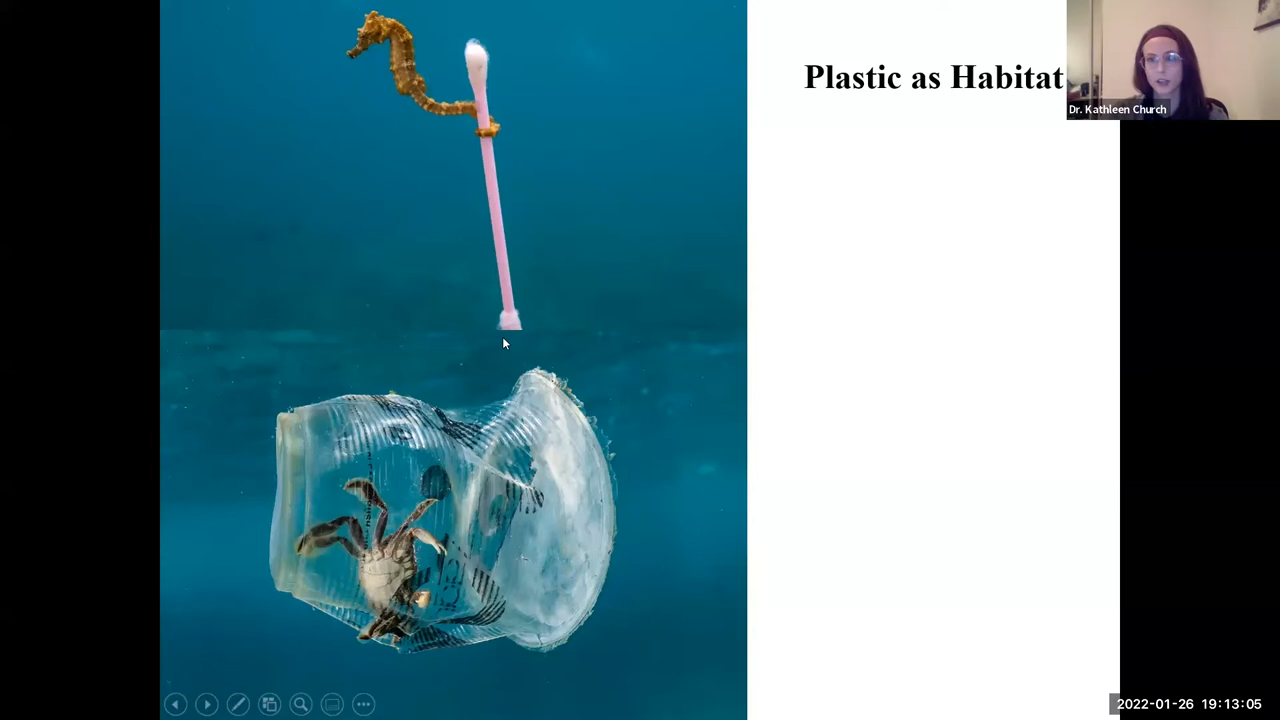 Plastic as Habitat
Dr. Kathleen Church
2022-01-26 19:13:05